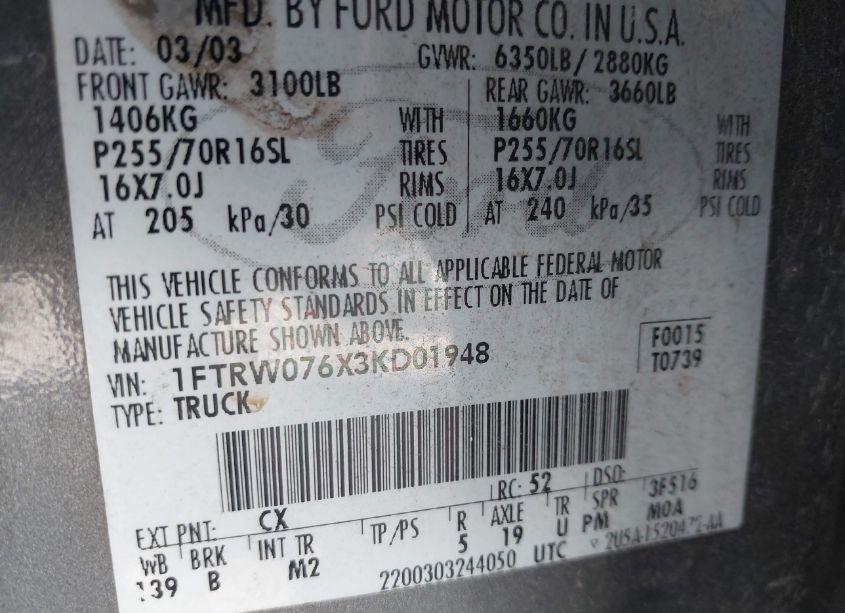 MFD. BY FORD MOTOR CO. IN U.S.A.
DATE: 03/03 GVWR: 6350LB/2880KG
FRONT GAWR: 3100LB REAR GAWR: 3660LB
1406KG WITH 1660KG WITH
P255/70R16SL TIRES P255/70R16SL TIRES
16X7.0J RIMS 16X7.0J RIMS
AT 205 kPa/30 PSI COLD AT 240 kPa/35 PSI COLD
Ford
THIS VEHICLE CONFORMS TO ALL APPLICABLE FEDERAL MOTOR
VEHICLE SAFETY STANDARDS IN EFFECT ON THE DATE OF
MANUFACTURE SHOWN ABOVE.
F0015
VIN: 1FTRW076X3KD01948
T0739
TYPE: TRUCK
EXT PNT: CX RC: 52 DSO:
WB BRK INT TR TP/PS R AXLE TR SPR 3F516
139 B M2 5 19 U PM MOA
2200303244050 UTC